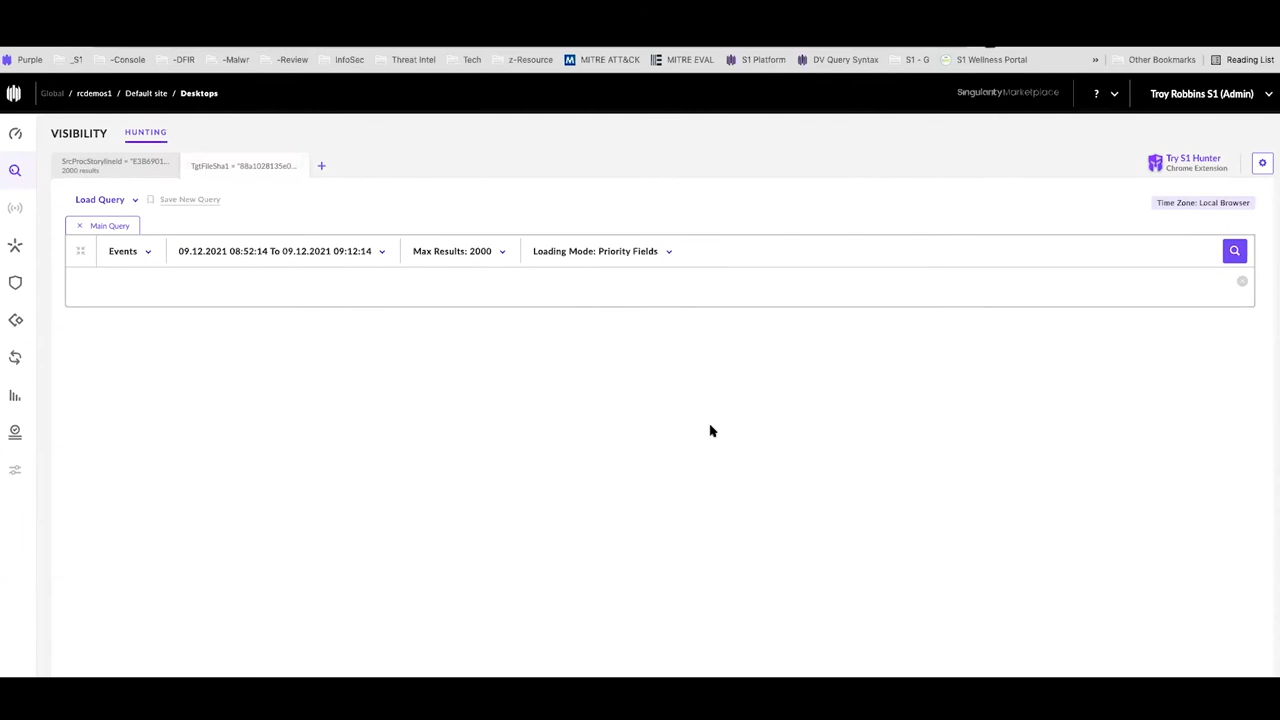 Purple _S1 -Console -DFIR -Malwr -Review InfoSec Threat Intel Tech z-Resource MITRE ATT&CK MITRE EVAL S1 Platform DV Query Syntax S1 - G S1 Wellness Portal » Other Bookmarks Reading List
Global / rcdemos1 / Default site / Desktops Singularity Marketplace ? Troy Robbins S1 (Admin)
VISIBILITY HUNTING
SrcProcStorylineId = "E3B6901...
2000 results
TgtFileSha1 = "88a1028135e0... +
Try S1 Hunter
Chrome Extension
Load Query Save New Query Time Zone: Local Browser
× Main Query
Events 09.12.2021 08:52:14 To 09.12.2021 09:12:14 Max Results: 2000 Loading Mode: Priority Fields